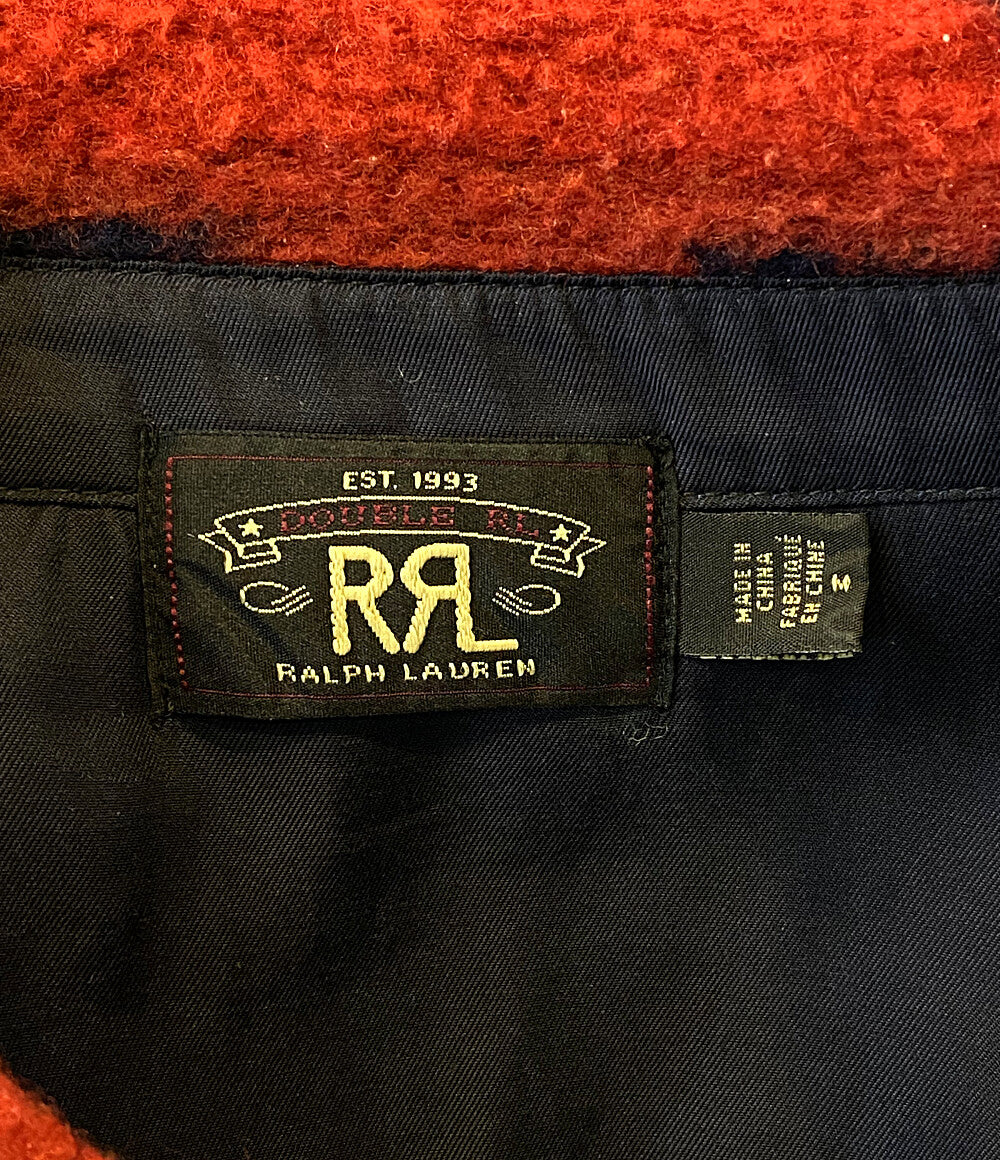 EST. 1993
DOUBLE RL
RRL
RALPH LAUREN
MADE IN
CHINA
FABRIQUÉ
EN CHINE
M